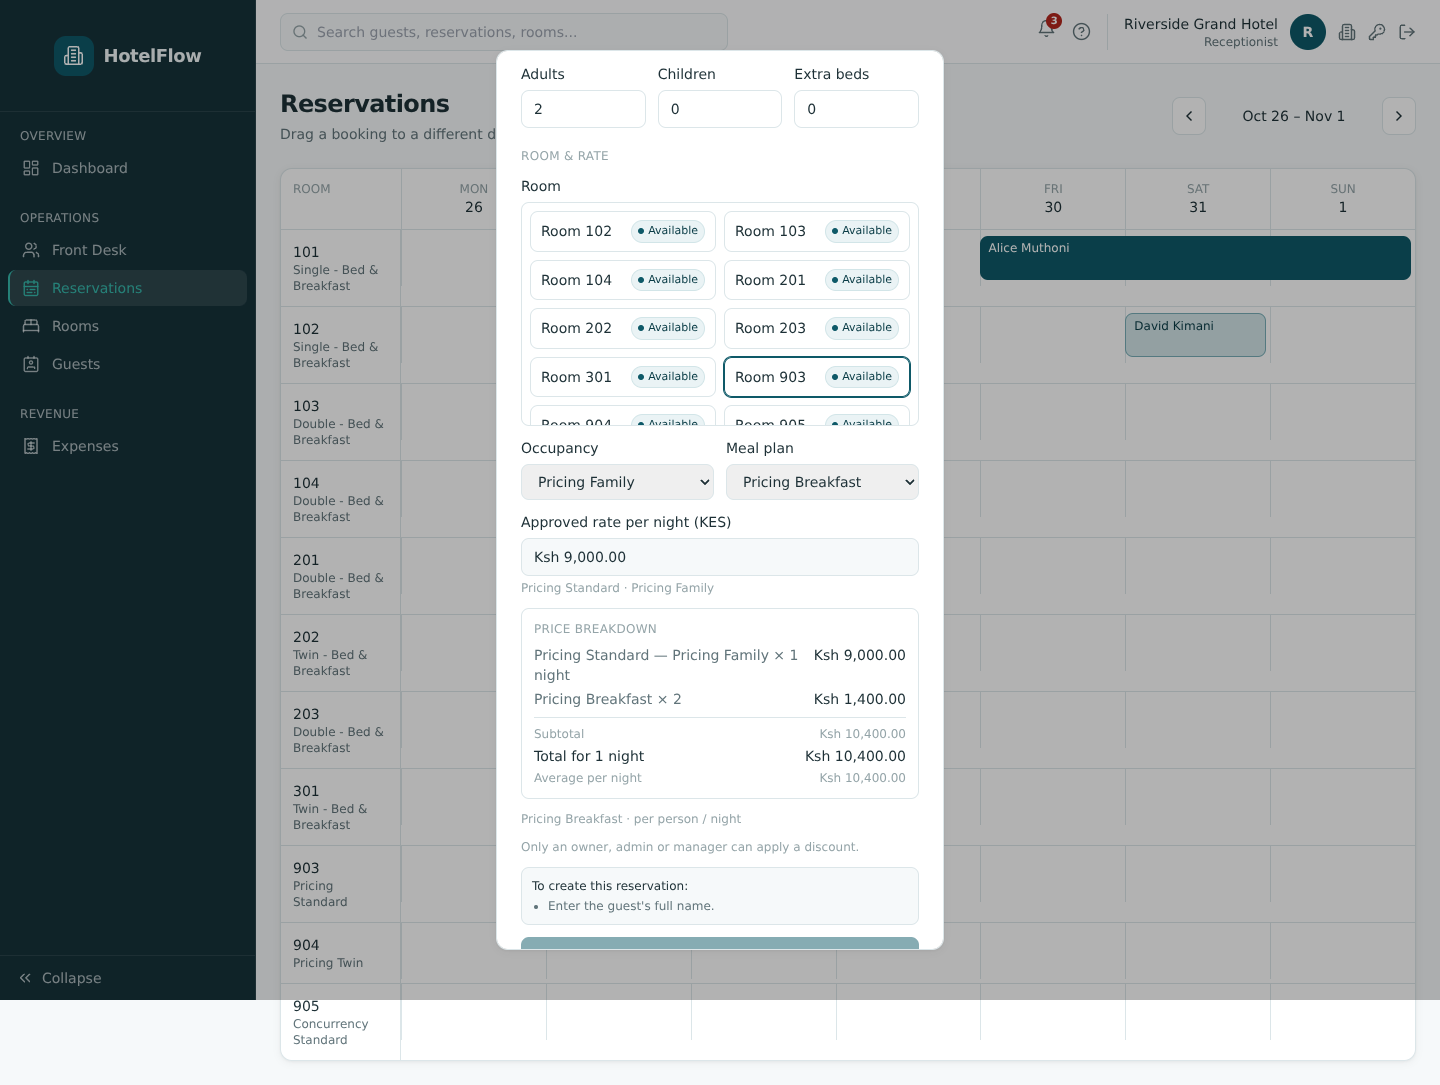 HotelFlow
Search guests, reservations, rooms...
3
Riverside Grand Hotel
Receptionist
R
OVERVIEW
Dashboard
OPERATIONS
Front Desk
Reservations
Rooms
Guests
REVENUE
Expenses
Collapse
Reservations
Drag a booking to a different d
Oct 26 – Nov 1
ROOM
MON
26
FRI
30
SAT
31
SUN
1
101
Single - Bed &
Breakfast
Alice Muthoni
102
Single - Bed &
Breakfast
David Kimani
103
Double - Bed &
Breakfast
104
Double - Bed &
Breakfast
201
Double - Bed &
Breakfast
202
Twin - Bed &
Breakfast
203
Double - Bed &
Breakfast
301
Twin - Bed &
Breakfast
903
Pricing
Standard
904
Pricing Twin
905
Concurrency
Standard
Adults
Children
Extra beds
2
0
0
ROOM & RATE
Room
Room 102 Available
Room 103 Available
Room 104 Available
Room 201 Available
Room 202 Available
Room 203 Available
Room 301 Available
Room 903 Available
Room 904 Available
Room 905 Available
Occupancy
Meal plan
Pricing Family
Pricing Breakfast
Approved rate per night (KES)
Ksh 9,000.00
Pricing Standard · Pricing Family
PRICE BREAKDOWN
Pricing Standard — Pricing Family × 1 Ksh 9,000.00
night
Pricing Breakfast × 2 Ksh 1,400.00
Subtotal Ksh 10,400.00
Total for 1 night Ksh 10,400.00
Average per night Ksh 10,400.00
Pricing Breakfast · per person / night
Only an owner, admin or manager can apply a discount.
To create this reservation:
• Enter the guest's full name.